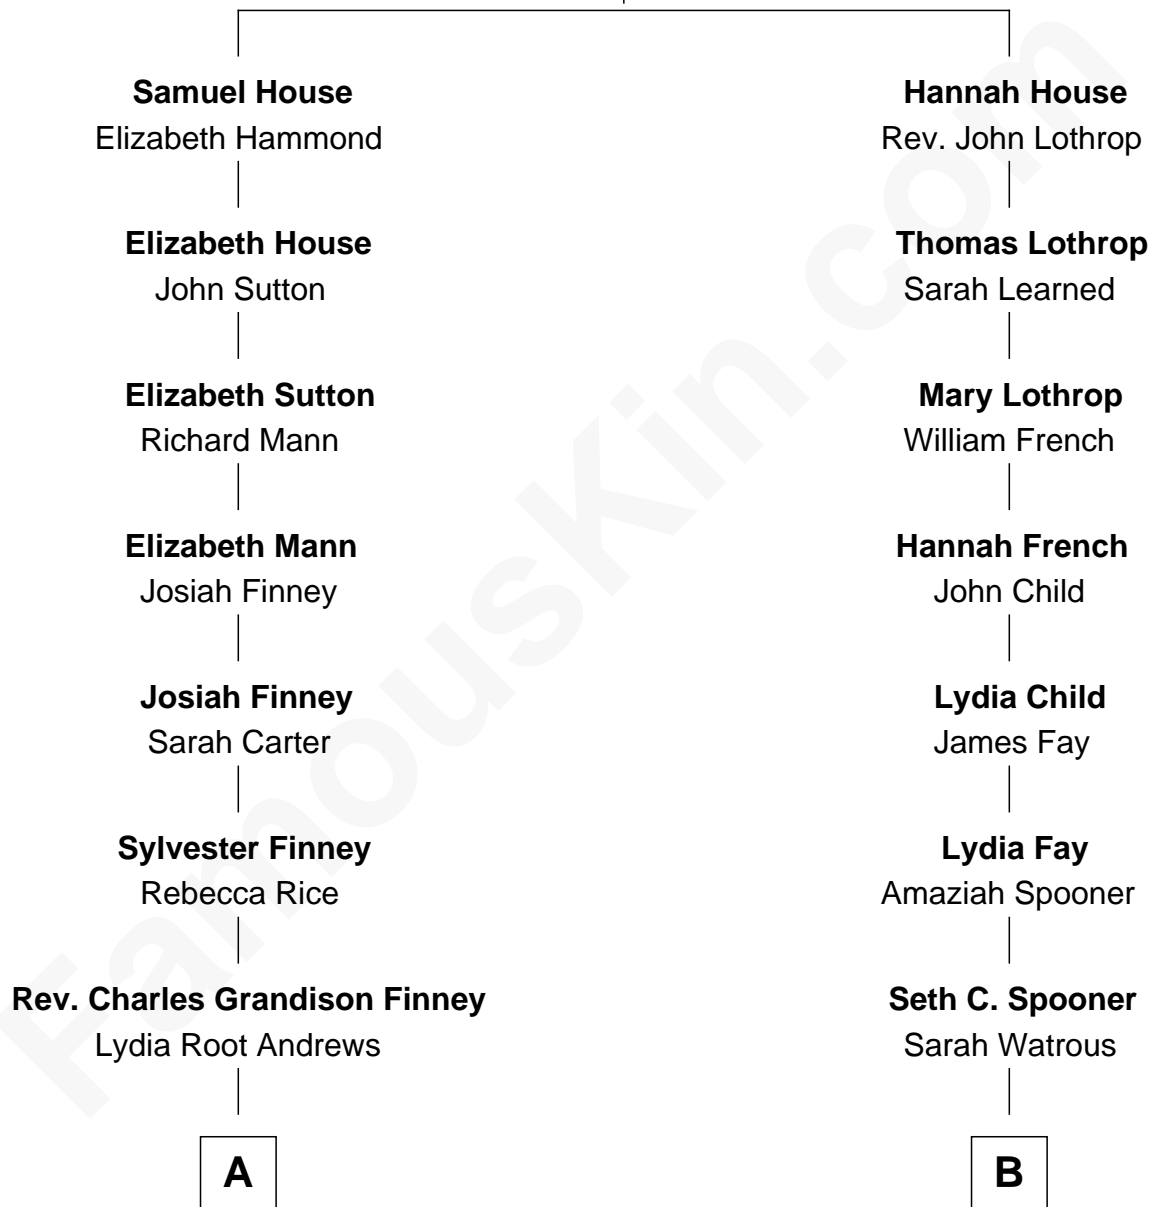 Samuel House
Elizabeth Hammond
Elizabeth House
John Sutton
Elizabeth Sutton
Richard Mann
Elizabeth Mann
Josiah Finney
Josiah Finney
Sarah Carter
Sylvester Finney
Rebecca Rice
Rev. Charles Grandison Finney
Lydia Root Andrews
A
Hannah House
Rev. John Lothrop
Thomas Lothrop
Sarah Learned
Mary Lothrop
William French
Hannah French
John Child
Lydia Child
James Fay
Lydia Fay
Amaziah Spooner
Seth C. Spooner
Sarah Watrous
B
FamousKin.com